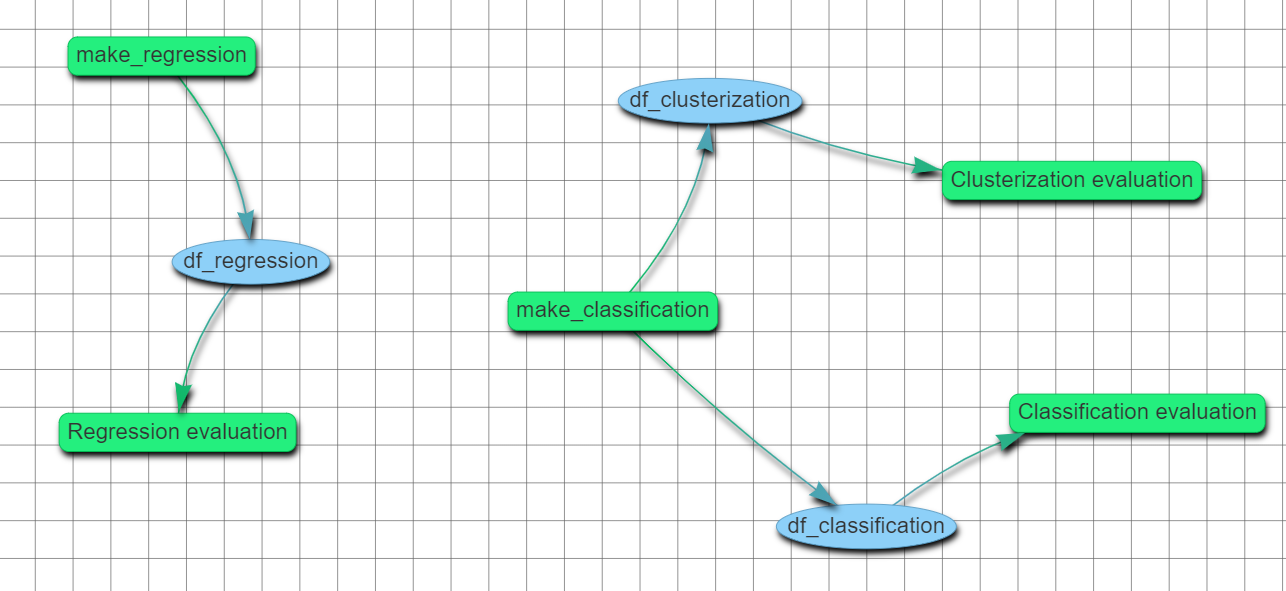 make_regression
df_clusterization
Clusterization evaluation
df_regression
make_classification
Classification evaluation
Regression evaluation
df_classification